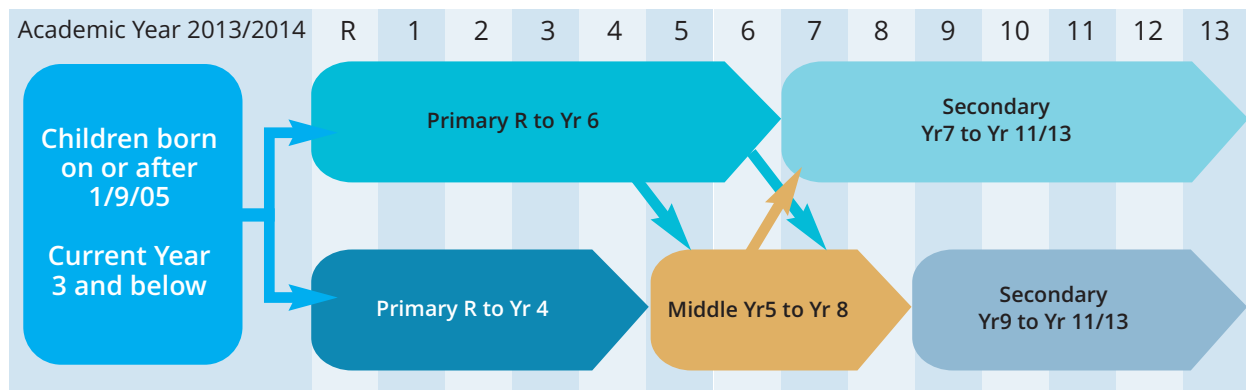 Academic Year 2013/2014 R 1 2 3 4 5 6 7 8 9 10 11 12 13
Children born
on or after
1/9/05
Current Year
3 and below
Primary R to Yr 6
Secondary
Yr7 to Yr 11/13
Primary R to Yr 4
Middle Yr5 to Yr 8
Secondary
Yr9 to Yr 11/13